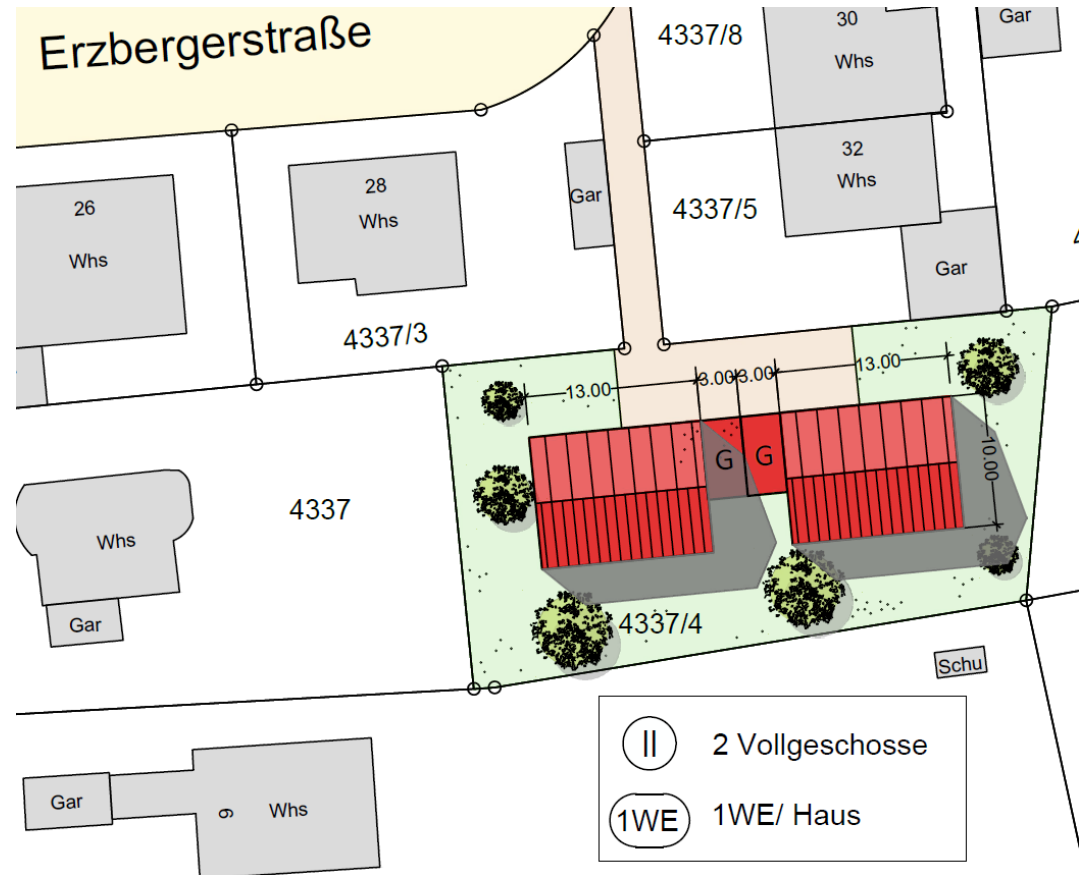 Erzbergerstraße
4337/8
30
Whs
Gar
26
Whs
28
Whs
Gar
4337/5
32
Whs
Gar
4337/3
13.00
3.00
3.00
13.00
10.00
G
G
4337
Whs
Gar
4337/4
Schu
Gar
6
Whs
II 2 Vollgeschosse
1WE 1WE/ Haus